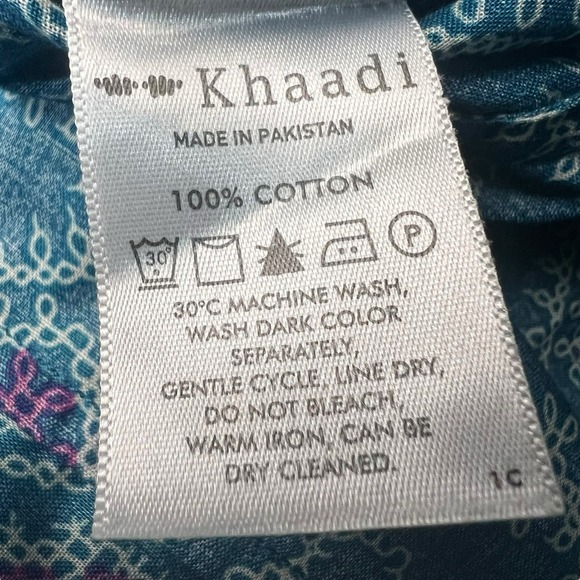 Khaadi
MADE IN PAKISTAN
100% COTTON
30° P
30°C MACHINE WASH,
WASH DARK COLOR
SEPARATELY,
GENTLE CYCLE, LINE DRY,
DO NOT BLEACH,
WARM IRON, CAN BE
DRY CLEANED.
1C